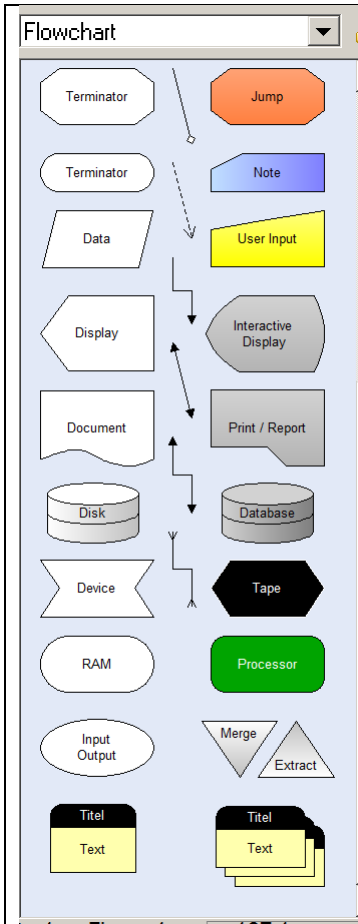 Flowchart
Terminator
Jump
Terminator
Note
Data
User Input
Display
Interactive
Display
Document
Print / Report
Disk
Database
Device
Tape
RAM
Processor
Input
Output
Merge
Extract
Titel
Text
Titel
Text